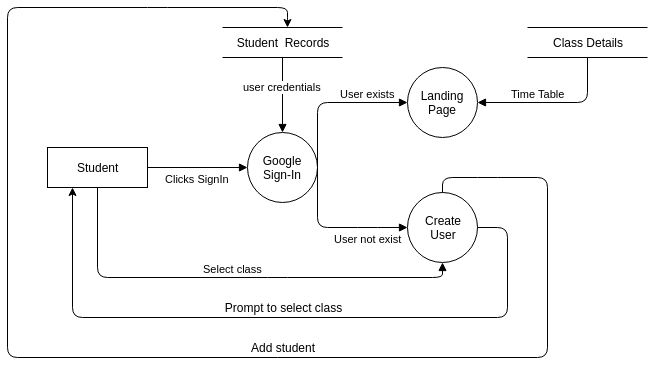 Student  Records
Class Details
user credentials
User exists
Landing
Page
Time Table
Student
Clicks SignIn
Google
Sign-In
Create
User
User not exist
Select class
Prompt to select class
Add student